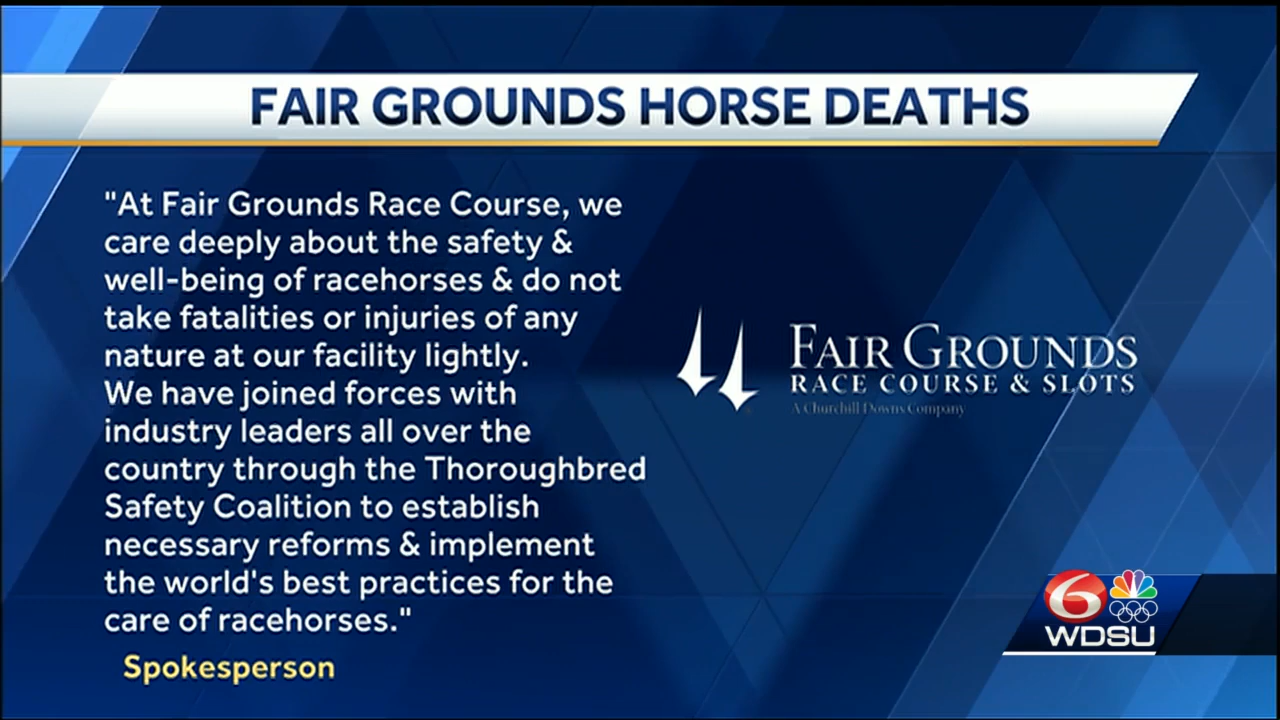 FAIR GROUNDS HORSE DEATHS
"At Fair Grounds Race Course, we
care deeply about the safety &
well-being of racehorses & do not
take fatalities or injuries of any
nature at our facility lightly.
We have joined forces with
industry leaders all over the
country through the Thoroughbred
Safety Coalition to establish
necessary reforms & implement
the world's best practices for the
care of racehorses."
Spokesperson
FAIR GROUNDS
RACE COURSE & SLOTS
A Churchill Downs Company
6
WDSU